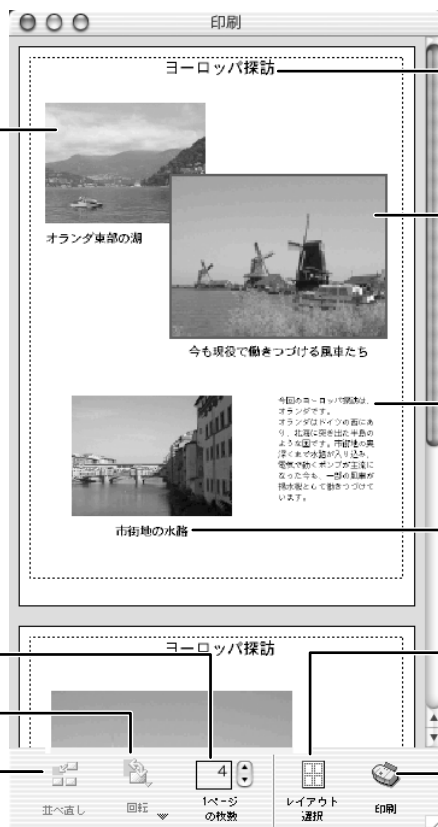 印刷
ヨーロッパ探訪
オランダ東部の湖
今も現役で働きつづける風車たち
今回のヨーロッパ探訪は、
オランダです。
オランダはドイツの西にあ
り、北海に突き出た半島の
ような国です。市街地の奥
深くまで水路が入り込み、
電気で動くポンプが主流に
なった今も、一部の風車が
揚水機として働きつづけて
います。
市街地の水路
ヨーロッパ探訪
並べ直し
回転
4
1ページ
の枚数
レイアウト
選択
印刷